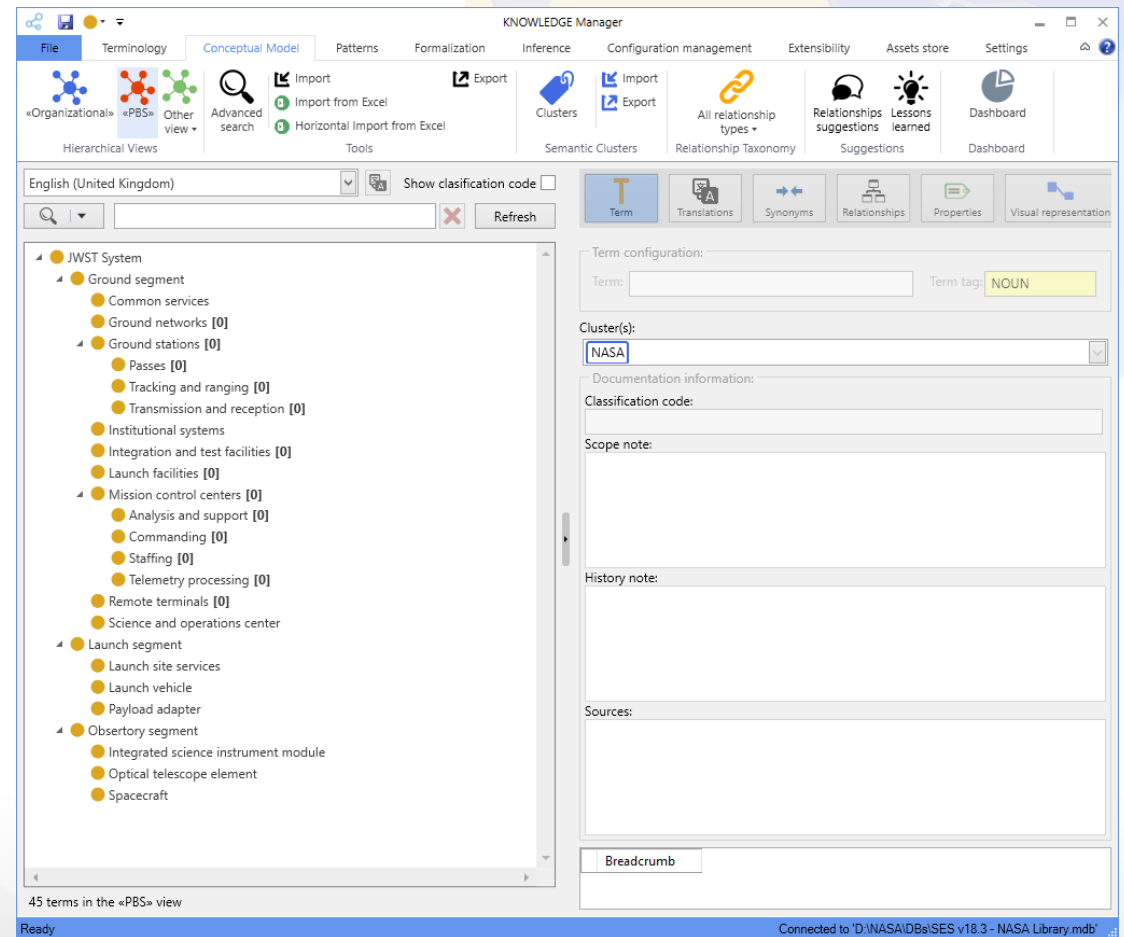 KNOWLEDGE Manager
File Terminology Conceptual Model Patterns Formalization Inference Configuration management Extensibility Assets store Settings
«Organizational» «PBS» Other view Advanced search Import Import from Excel Horizontal Import from Excel Export Clusters Import Export All relationship types Relationships suggestions Lessons learned Dashboard
Hierarchical Views Tools Semantic Clusters Relationship Taxonomy Suggestions Dashboard
English (United Kingdom) Show clasification code
Refresh
Term Translations Synonyms Relationships Properties Visual representation
JWST System
Ground segment
Common services
Ground networks [0]
Ground stations [0]
Passes [0]
Tracking and ranging [0]
Transmission and reception [0]
Institutional systems
Integration and test facilities [0]
Launch facilities [0]
Mission control centers [0]
Analysis and support [0]
Commanding [0]
Staffing [0]
Telemetry processing [0]
Remote terminals [0]
Science and operations center
Launch segment
Launch site services
Launch vehicle
Payload adapter
Obsertory segment
Integrated science instrument module
Optical telescope element
Spacecraft
45 terms in the «PBS» view
Term configuration:
Term: Term tag: NOUN
Cluster(s):
NASA
Documentation information:
Classification code:
Scope note:
History note:
Sources:
Breadcrumb
Ready Connected to 'D:\NASA\DBs\SES v18.3 - NASA Library.mdb'